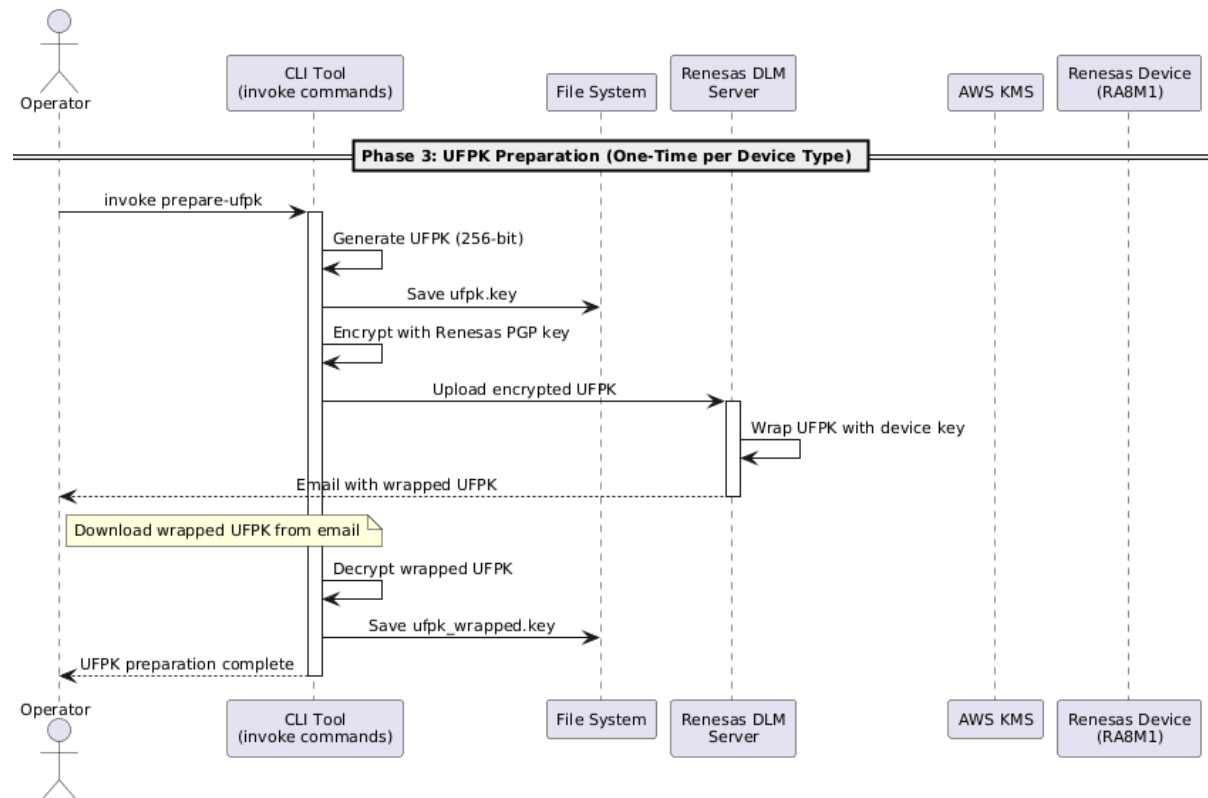 Operator
CLI Tool
(invoke commands)
File System
Renesas DLM
Server
AWS KMS
Renesas Device
(RA8M1)
Phase 3: UFPK Preparation (One-Time per Device Type)
invoke prepare-ufpk
Generate UFPK (256-bit)
Save ufpk.key
Encrypt with Renesas PGP key
Upload encrypted UFPK
Wrap UFPK with device key
Email with wrapped UFPK
Download wrapped UFPK from email
Decrypt wrapped UFPK
Save ufpk_wrapped.key
UFPK preparation complete
Operator
CLI Tool
(invoke commands)
File System
Renesas DLM
Server
AWS KMS
Renesas Device
(RA8M1)